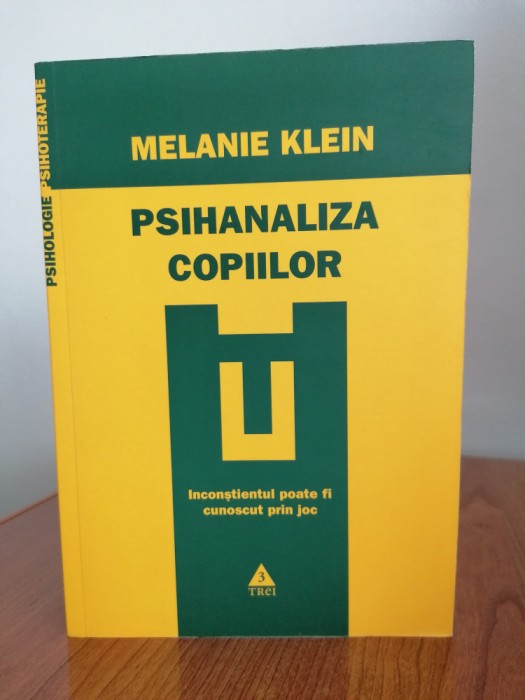 MELANIE KLEIN
PSIHANALIZA
COPIILOR
Inconștientul poate fi
cunoscut prin joc
3
TREI
PSIHOLOGIE PSIHOTERAPIE